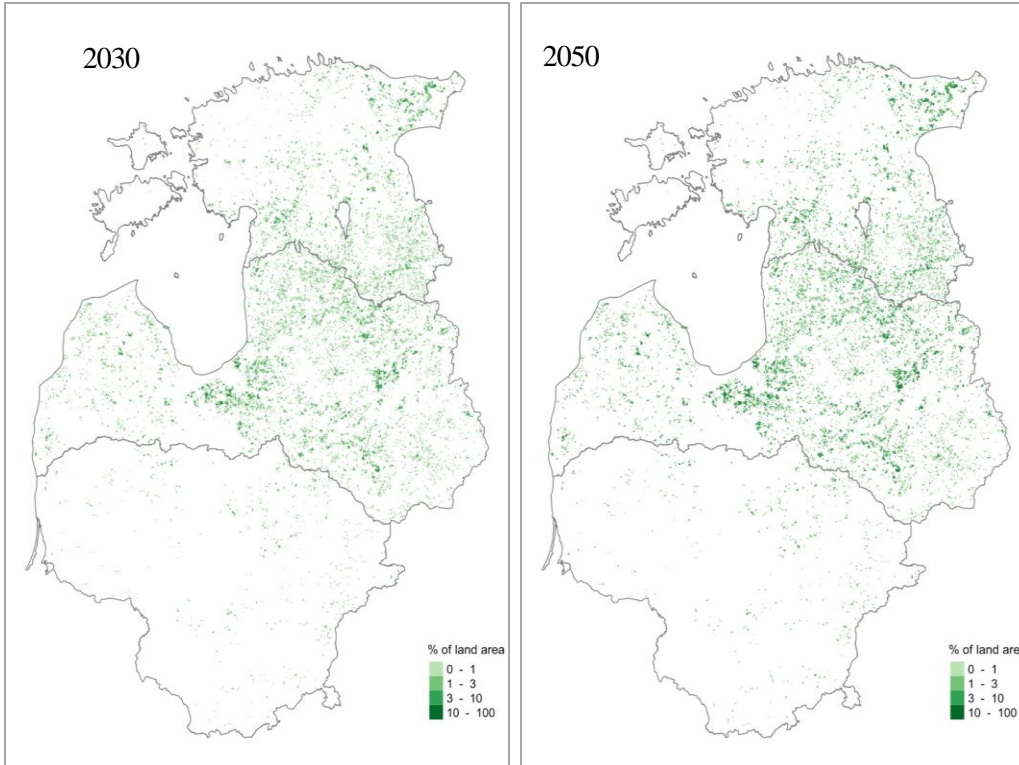 2030
% of land area
0 - 1
1 - 3
3 - 10
10 - 100
2050
% of land are
0 - 1
1 - 3
3 - 10
10 - 100